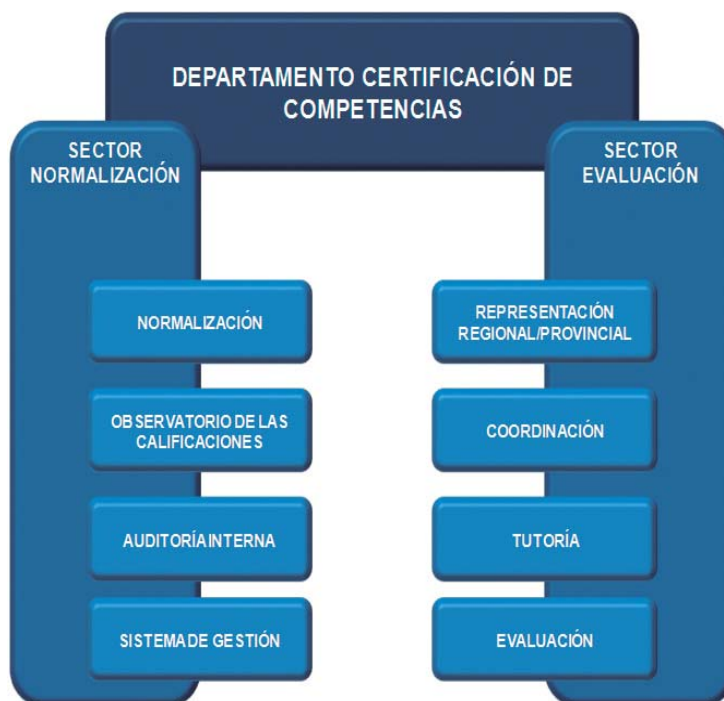 DEPARTAMENTO CERTIFICACIÓN DE
COMPETENCIAS
SECTOR
NORMALIZACIÓN
NORMALIZACIÓN
OBSERVATORIO DE LAS
CALIFICACIONES
AUDITORÍA INTERNA
SISTEMA DE GESTIÓN
SECTOR
EVALUACIÓN
REPRESENTACIÓN
REGIONAL/PROVINCIAL
COORDINACIÓN
TUTORÍA
EVALUACIÓN